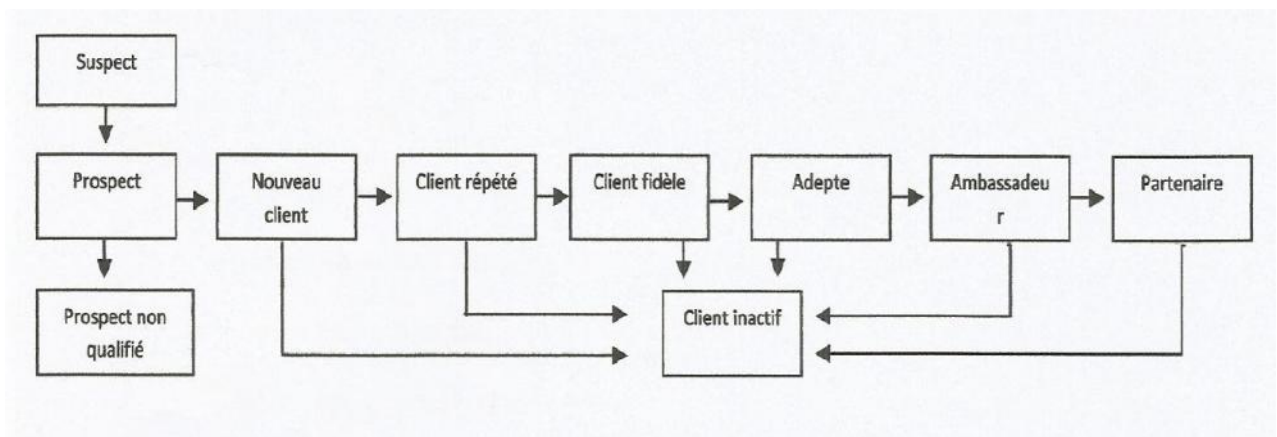 Suspect
Prospect
Nouveau
client
Client répété
Client fidèle
Adepte
Ambassadeu
r
Partenaire
Prospect non
qualifié
Client inactif